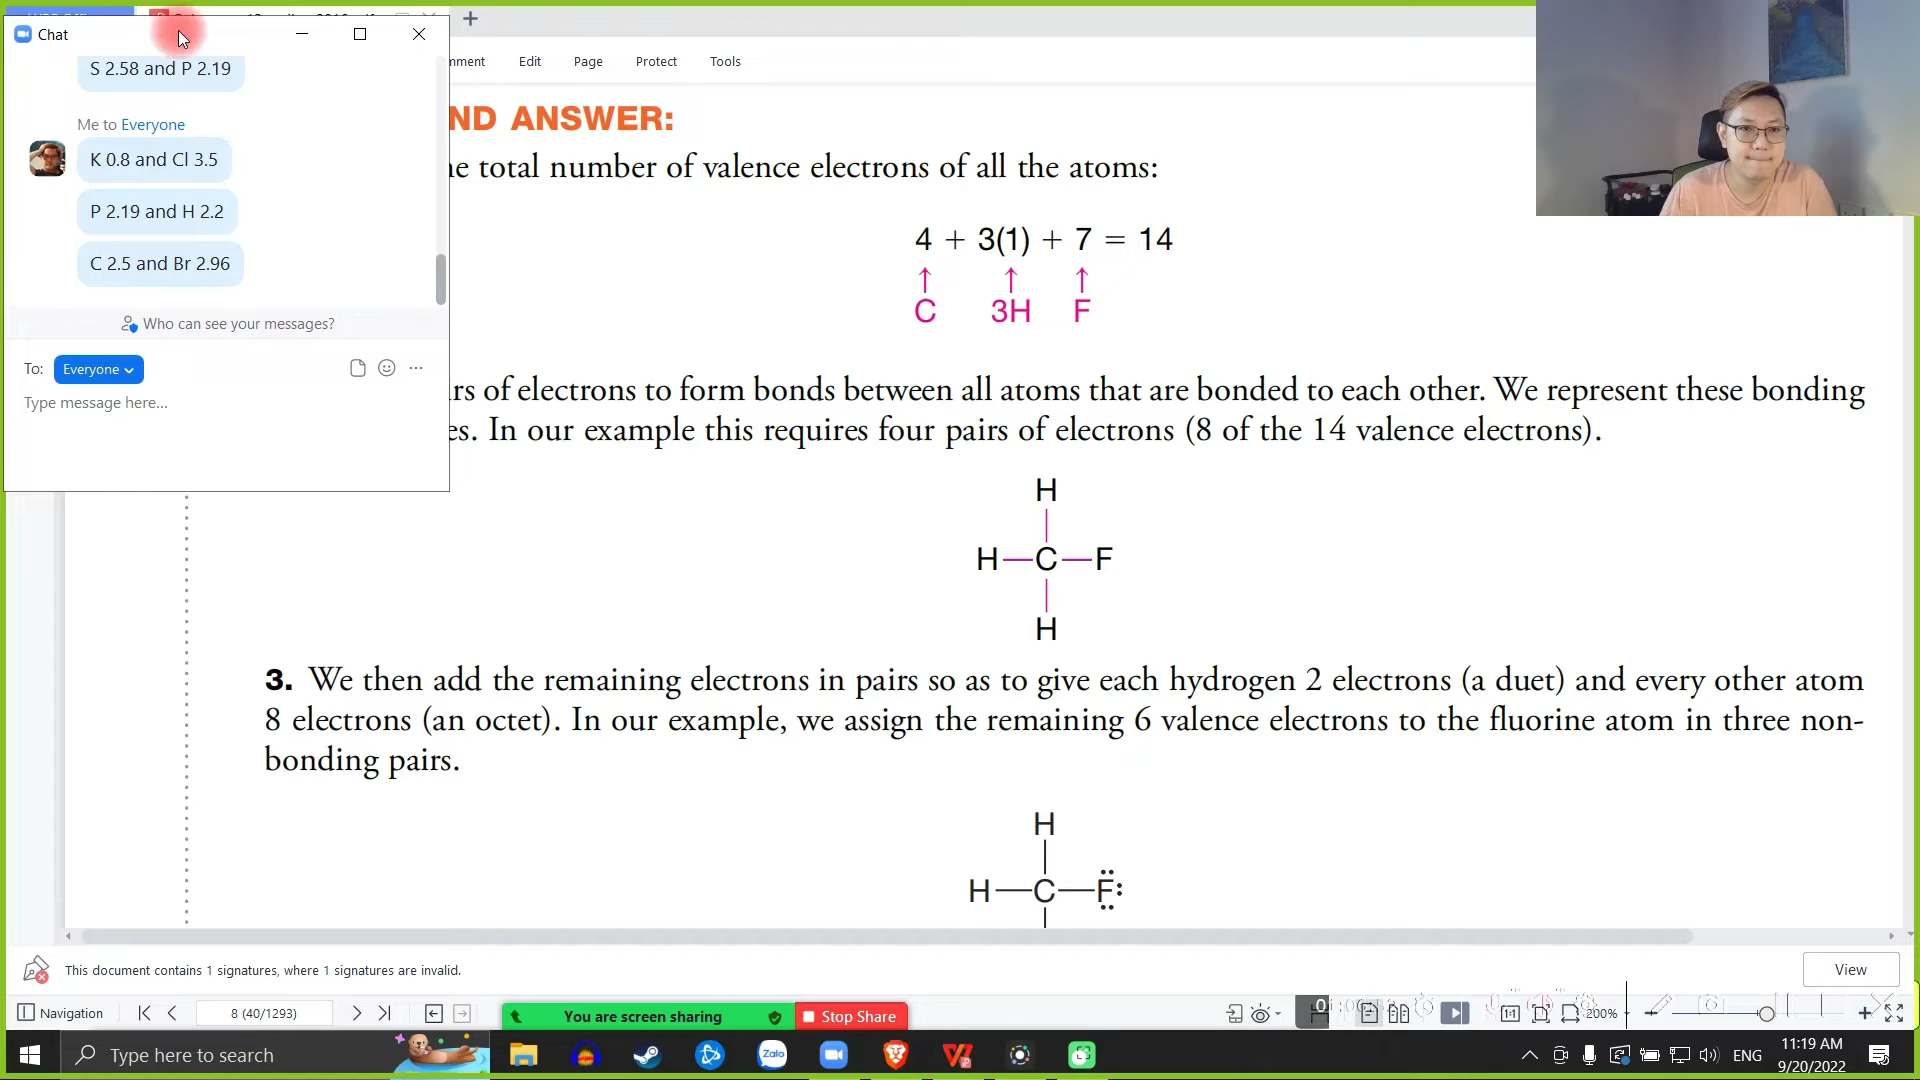 Chat
S 2.58 and P 2.19
Me to Everyone
K 0.8 and Cl 3.5
P 2.19 and H 2.2
C 2.5 and Br 2.96
Who can see your messages?
To: Everyone
Type message here...
Edit Page Protect Tools
ND ANSWER:
total number of valence electrons of all the atoms:
4 + 3(1) + 7 = 14
↑ ↑ ↑
C 3H F
rs of electrons to form bonds between all atoms that are bonded to each other. We represent these bonding
es. In our example this requires four pairs of electrons (8 of the 14 valence electrons).
H
H—C—F
H
3. We then add the remaining electrons in pairs so as to give each hydrogen 2 electrons (a duet) and every other atom
8 electrons (an octet). In our example, we assign the remaining 6 valence electrons to the fluorine atom in three non-
bonding pairs.
H
H—C—F
This document contains 1 signatures, where 1 signatures are invalid.
View
Navigation 8 (40/1293) You are screen sharing Stop Share 1:1 200%
Type here to search Zalo ENG 11:19 AM
9/20/2022